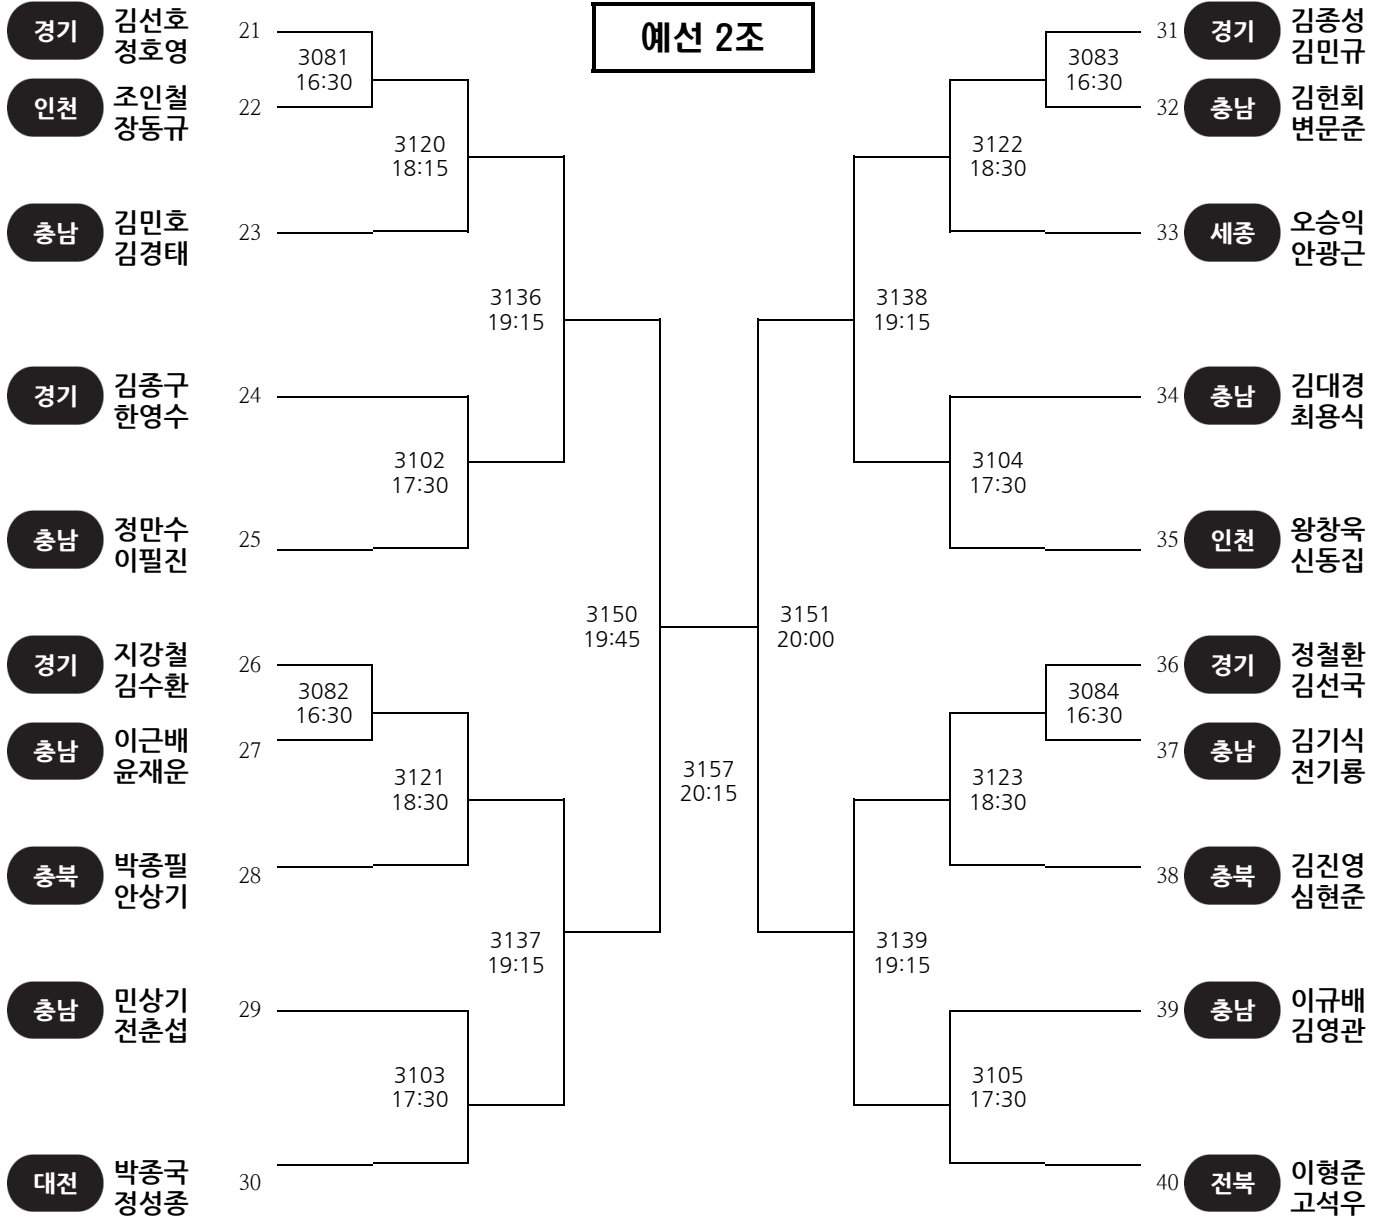 예선 2조
경기
김선호
정호영
21
3081
16:30
인천
조인철
장동규
22
3120
18:15
충남
김민호
김경태
23
3136
19:15
경기
김종구
한영수
24
3102
17:30
충남
정만수
이필진
25
3150
19:45
경기
지강철
김수환
26
3082
16:30
충남
이근배
윤재운
27
3121
18:30
충북
박종필
안상기
28
3137
19:15
충남
민상기
전춘섭
29
3103
17:30
대전
박종국
정성종
30
3157
20:15
31
경기
김종성
김민규
3083
16:30
32
충남
김헌회
변문준
3122
18:30
33
세종
오승익
안광근
3138
19:15
34
충남
김대경
최용식
3104
17:30
35
인천
왕창욱
신동집
3151
20:00
36
경기
정철환
김선국
3084
16:30
37
충남
김기식
전기룡
3123
18:30
38
충북
김진영
심현준
3139
19:15
39
충남
이규배
김영관
3105
17:30
40
전북
이형준
고석우